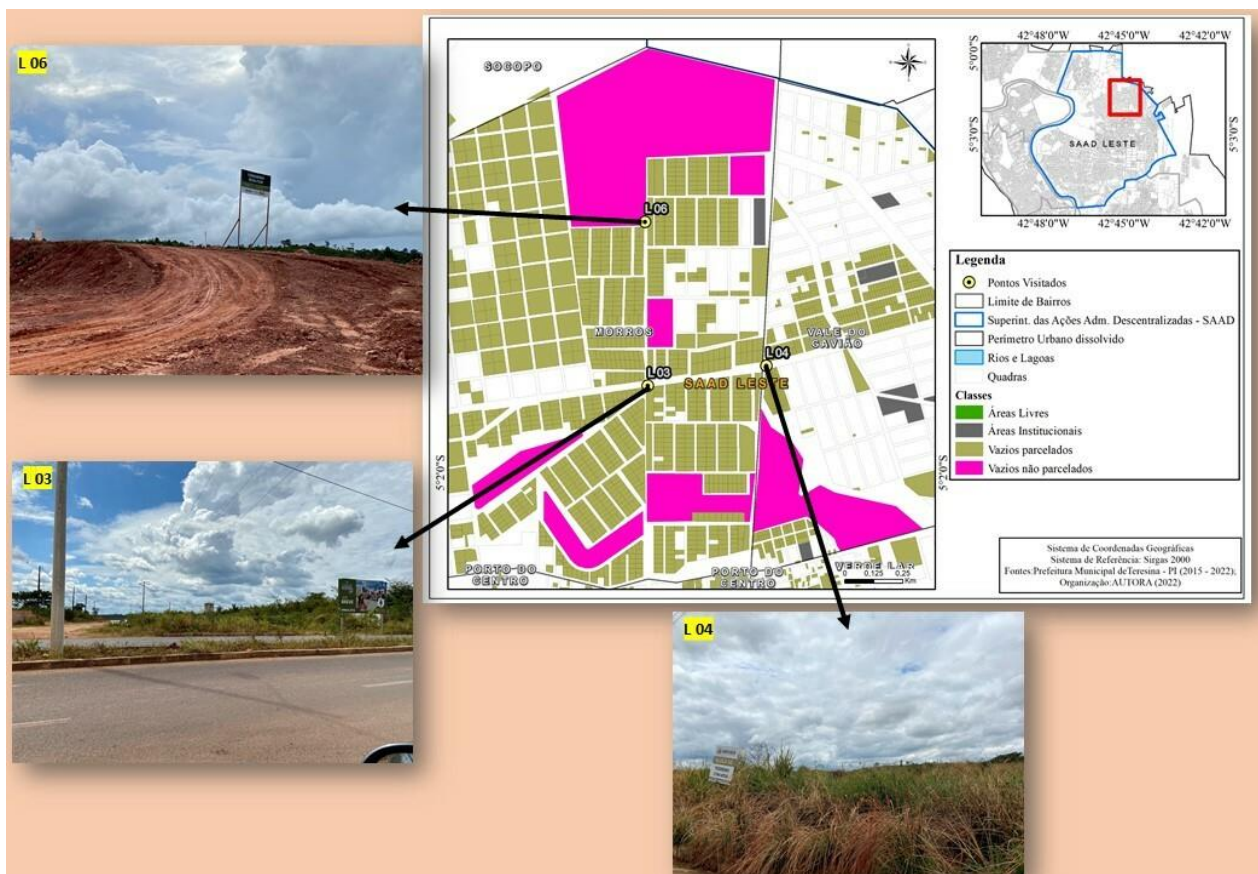 L 06
SOCOPO
L 06
MORROS
VALE DO
GAVIÃO
L 04
L 03
SAAD LESTE
PORTO DO
CENTRO
PORTO DO
CENTRO
VERDE LAR
5°2'0"S
5°2'0"S
0 0,125 0,25
Km
42°48'0"W 42°45'0"W 42°42'0"W
5°0'0"S
5°3'0"S
5°0'0"S
5°3'0"S
SAAD LESTE
42°48'0"W 42°45'0"W 42°42'0"W
Legenda
Pontos Visitados
Limite de Bairros
Superint. das Ações Adm. Descentralizadas - SAAD
Perímetro Urbano dissolvido
Rios e Lagoas
Quadras
Classes
Áreas Livres
Áreas Institucionais
Vazios parcelados
Vazios não parcelados
Sistema de Coordenadas Geográficas
Sistema de Referência: Sirgas 2000
Fontes:Prefeitura Municipal deTeresina - PI (2015 - 2022);
Organização:AUTORA (2022)
L 03
L 04